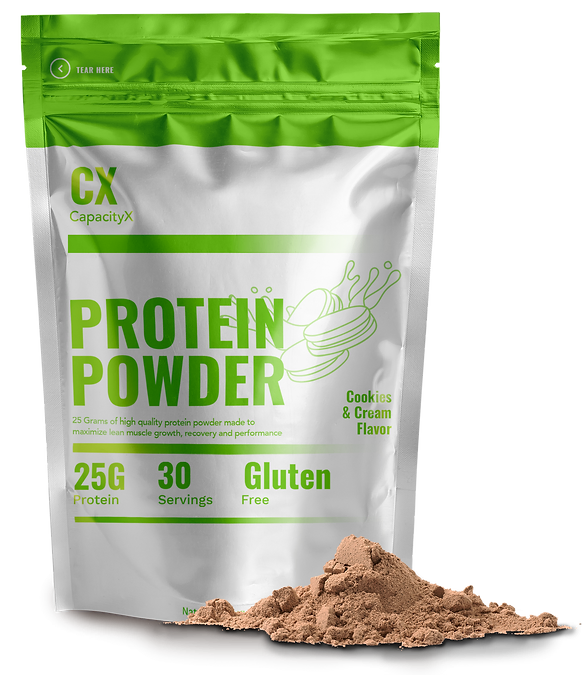 TEAR HERE
CX
CapacityX
PROTEIN
POWDER
Cookies
& Cream
Flavor
25 Grams of high quality protein powder made to
maximize lean muscle growth, recovery and performance
25G
Protein
30
Servings
Gluten
Free